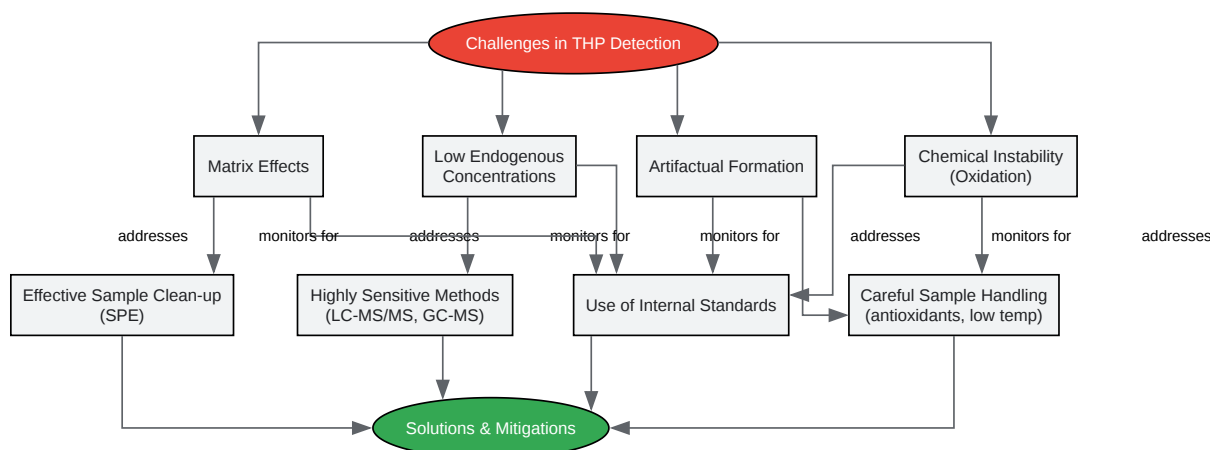 Challenges in THP Detection
Matrix Effects
Low Endogenous
Concentrations
Artifactual Formation
Chemical Instability
(Oxidation)
addresses
monitors for
addresses
monitors for
monitors for
addresses
monitors for
addresses
Effective Sample Clean-up
(SPE)
Highly Sensitive Methods
(LC-MS/MS, GC-MS)
Use of Internal Standards
Careful Sample Handling
(antioxidants, low temp)
Solutions & Mitigations